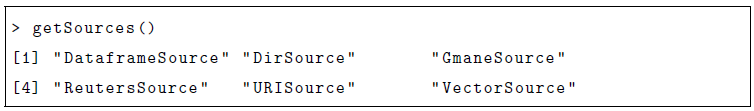 > getSources()
[1] "DataframeSource" "DirSource" "GmaneSource"
[4] "ReutersSource" "URISource" "VectorSource"